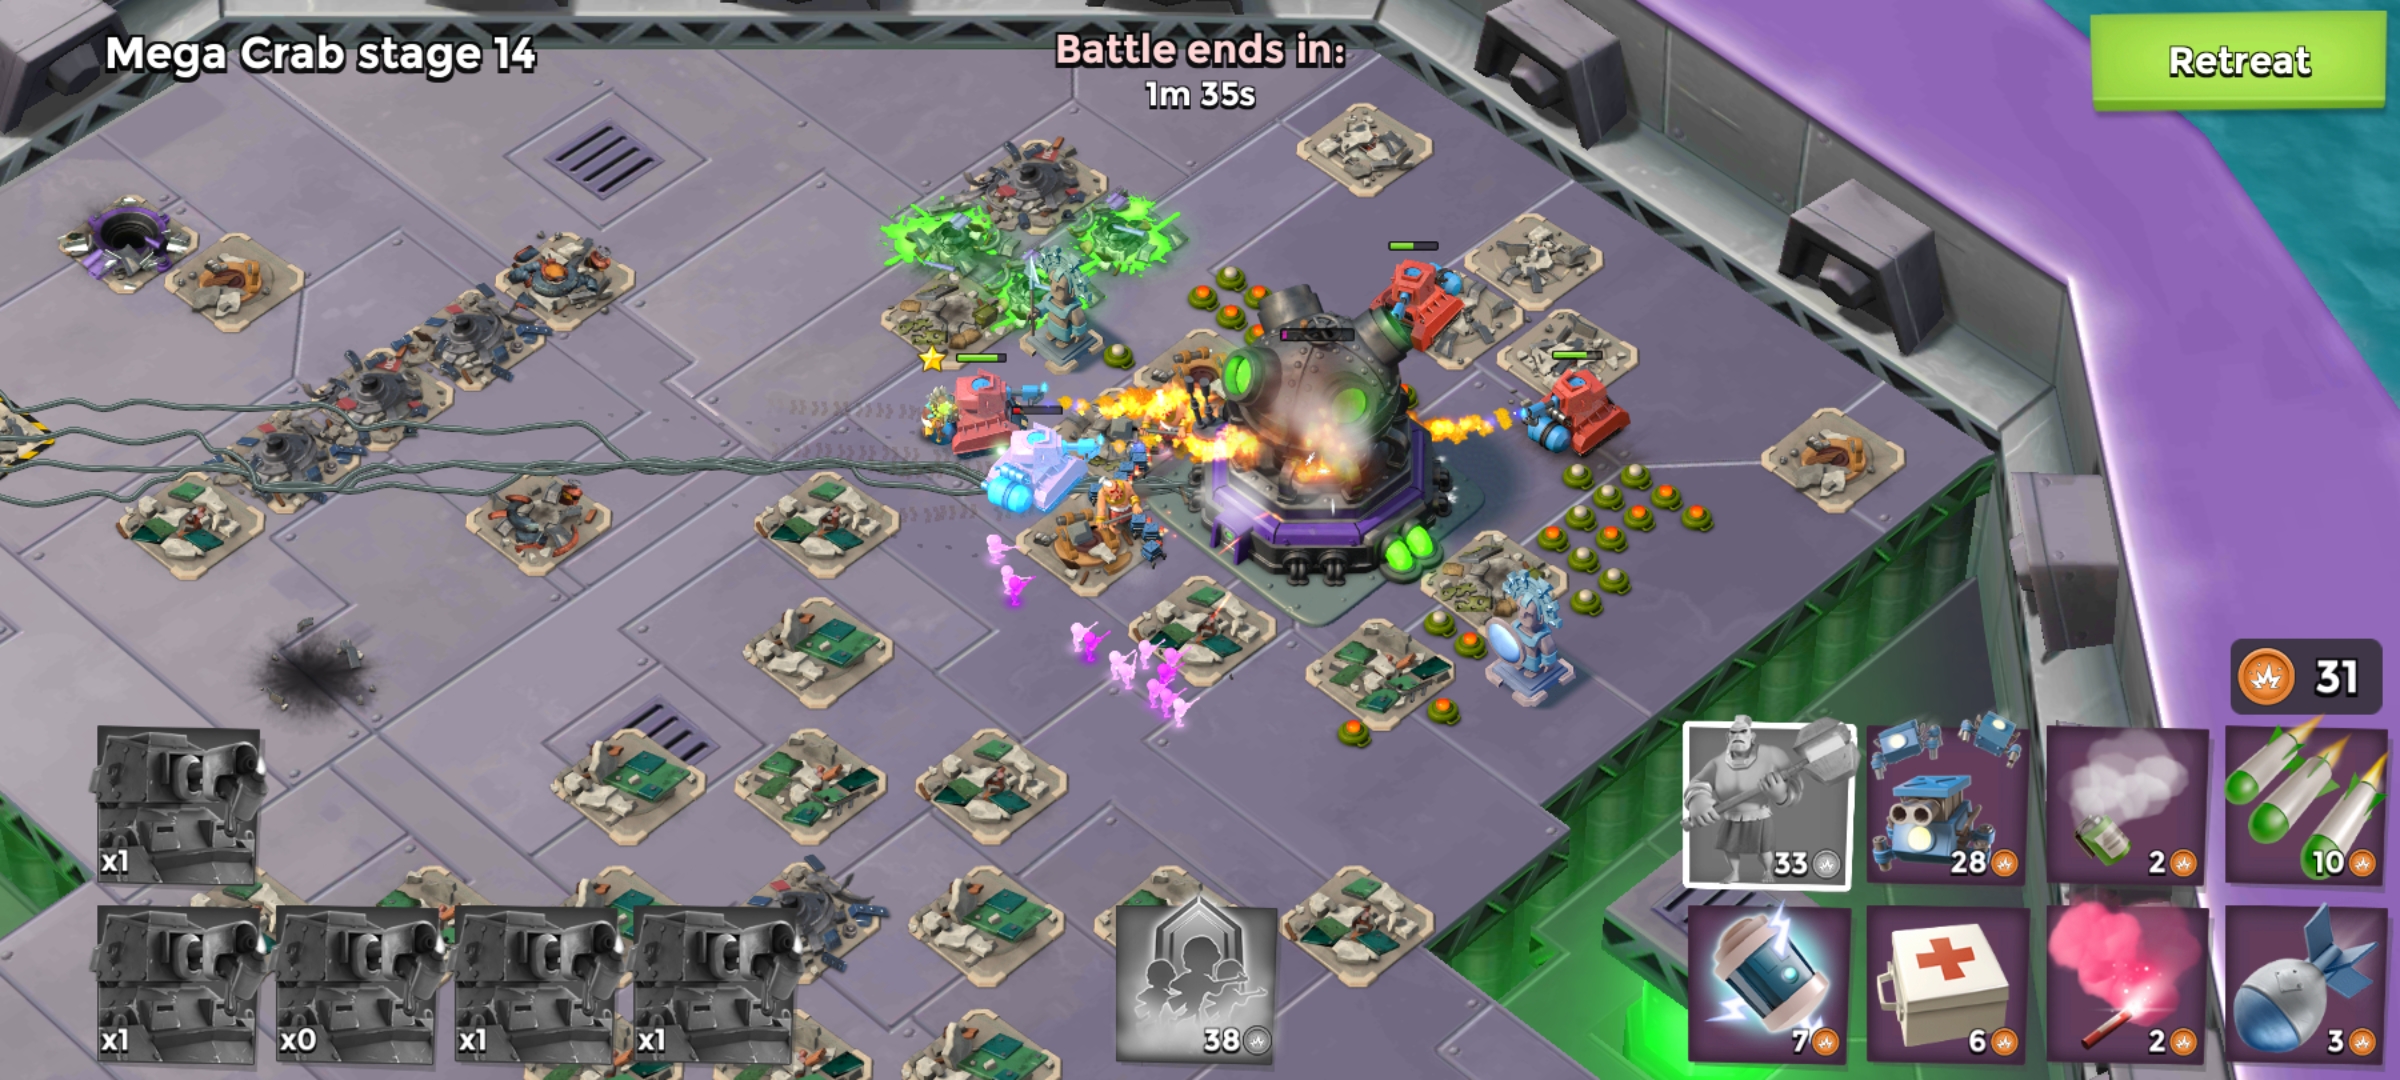 Mega Crab stage 14
Battle ends in:
1m 35s
Retreat
31
x1
33
28
2
10
x1
x0
x1
x1
38
7
6
2
3